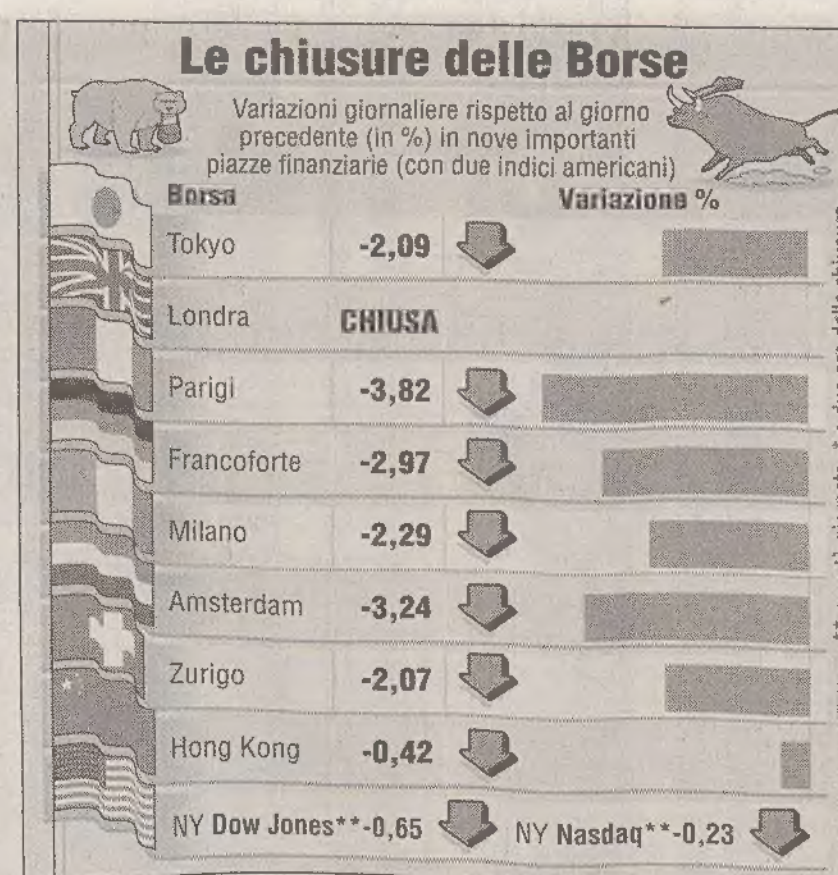 Le chiusure delle Borse
Variazioni giornaliere rispetto al giorno
precedente (in %) in nove importanti
piazze finanziarie (con due indici americani)
Borsa Variazione %
Tokyo -2,09
Londra CHIUSA
Parigi -3,82
Francoforte -2,97
Milano -2,29
Amsterdam -3,24
Zurigo -2,07
Hong Kong -0,42
NY Dow Jones**-0,65 NY Nasdaq**-0,23